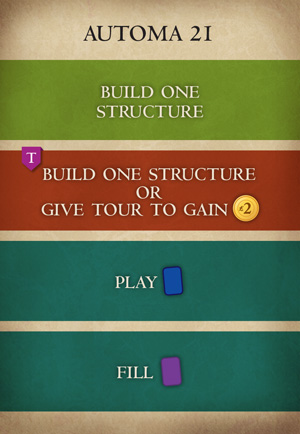 AUTOMA 21
BUILD ONE
STRUCTURE
T
BUILD ONE STRUCTURE
OR
GIVE TOUR TO GAIN £2
PLAY
FILL